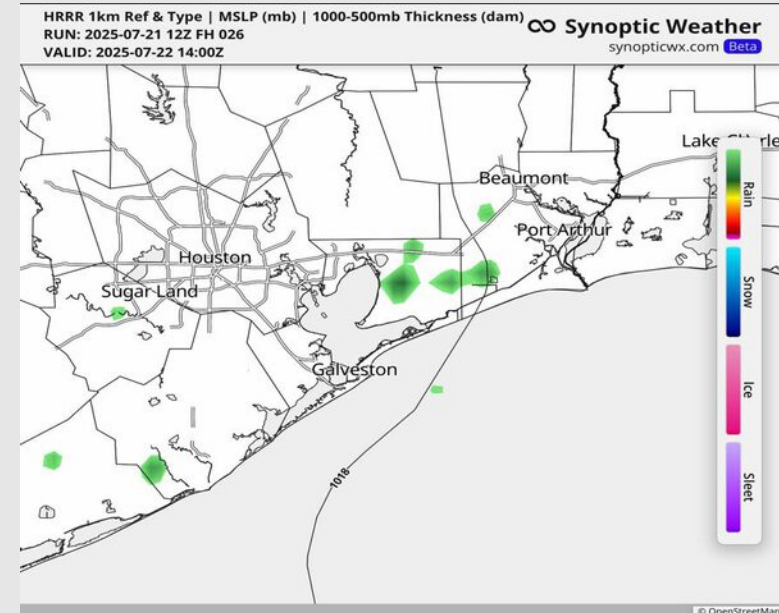 HRRR 1km Ref & Type | MSLP (mb) | 1000-500mb Thickness (dam)
RUN: 2025-07-21 12Z FH 026
VALID: 2025-07-22 14:00Z
Synoptic Weather
synopticwx.com Beta
Lake
Beaumont
Port Arthur
Houston
Sugar Land
Galveston
1018
Rain
Snow
Ice
Sleet
© OpenStreetMap